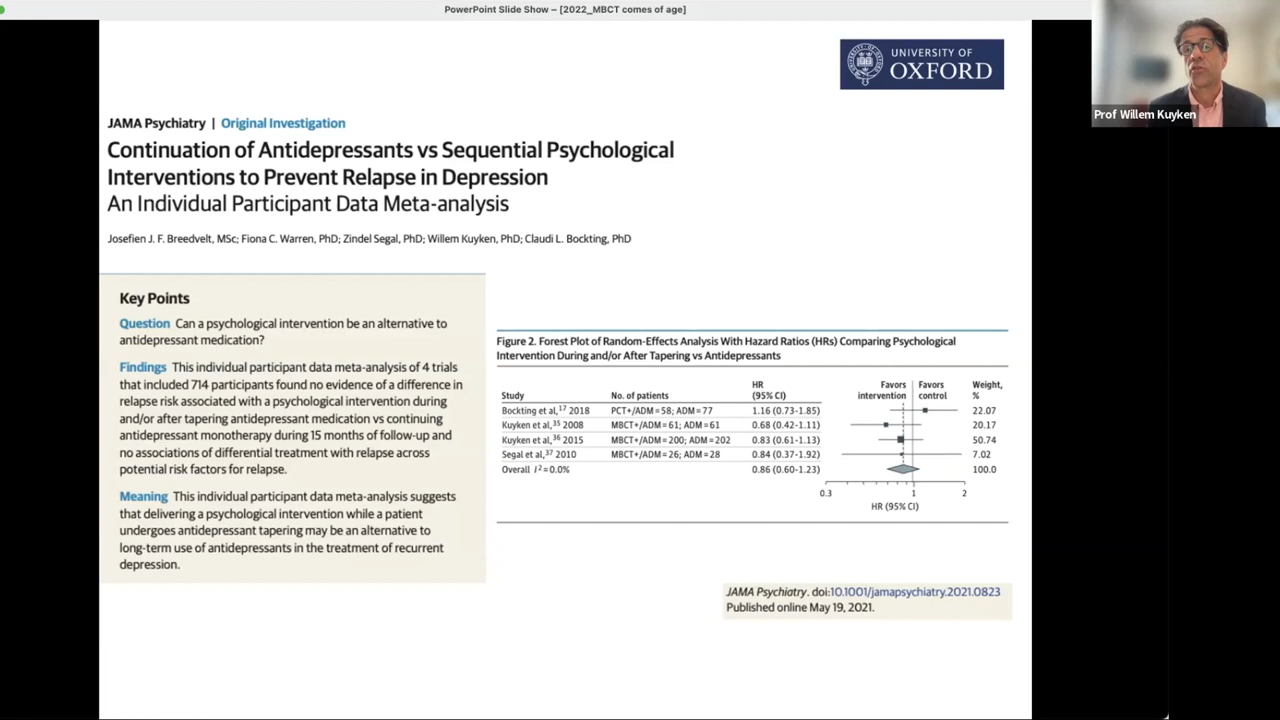 PowerPoint Slide Show – [2022_MBCT comes of age]
UNIVERSITY OF
OXFORD
Prof Willem Kuyken
JAMA Psychiatry | Original Investigation
Continuation of Antidepressants vs Sequential Psychological
Interventions to Prevent Relapse in Depression
An Individual Participant Data Meta-analysis
Josefien J. F. Breedvelt, MSc; Fiona C. Warren, PhD; Zindel Segal, PhD; Willem Kuyken, PhD; Claudi L. Bockting, PhD
Key Points
Question Can a psychological intervention be an alternative to
antidepressant medication?
Findings This individual participant data meta-analysis of 4 trials
that included 714 participants found no evidence of a difference in
relapse risk associated with a psychological intervention during
and/or after tapering antidepressant medication vs continuing
antidepressant monotherapy during 15 months of follow-up and
no associations of differential treatment with relapse across
potential risk factors for relapse.
Meaning This individual participant data meta-analysis suggests
that delivering a psychological intervention while a patient
undergoes antidepressant tapering may be an alternative to
long-term use of antidepressants in the treatment of recurrent
depression.
Figure 2. Forest Plot of Random-Effects Analysis With Hazard Ratios (HRs) Comparing Psychological
Intervention During and/or After Tapering vs Antidepressants
Study No. of patients HR (95% CI) Favors intervention Favors control Weight, %
Bockting et al,17 2018 PCT+/ADM = 58; ADM = 77 1.16 (0.73-1.85) 22.07
Kuyken et al,35 2008 MBCT+/ADM = 61; ADM = 61 0.68 (0.42-1.11) 20.17
Kuyken et al,36 2015 MBCT+/ADM = 200; ADM = 202 0.83 (0.61-1.13) 50.74
Segal et al,37 2010 MBCT+/ADM = 26; ADM = 28 0.84 (0.37-1.92) 7.02
Overall I2 = 0.0% 0.86 (0.60-1.23) 100.0
0.3 1 2
HR (95% CI)
JAMA Psychiatry. doi:10.1001/jamapsychiatry.2021.0823
Published online May 19, 2021.